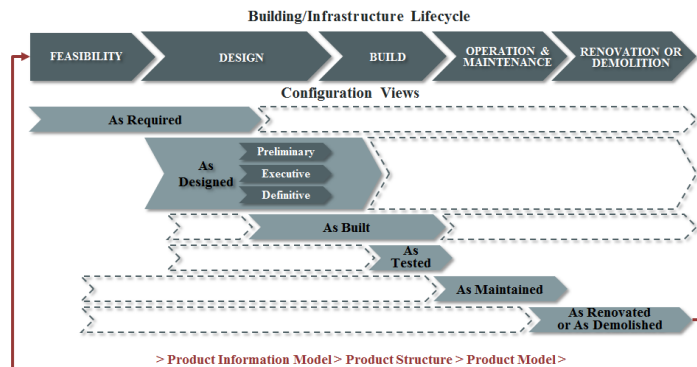 Building/Infrastructure Lifecycle
FEASIBILITY
DESIGN
BUILD
OPERATION &
MAINTENANCE
RENOVATION OR
DEMOLITION
Configuration Views
As Required
As
Designed
Preliminary
Executive
Definitive
As Built
As
Tested
As Maintained
As Renovated
or As Demolished
> Product Information Model > Product Structure > Product Model >